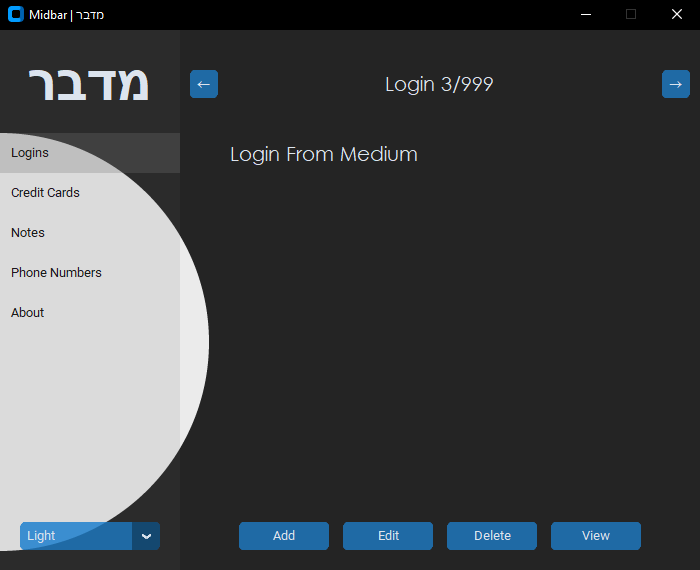 Midbar | מדבר
מדבר
Logins
Credit Cards
Notes
Phone Numbers
About
Light
← Login 3/999 →
Login From Medium
Add Edit Delete View